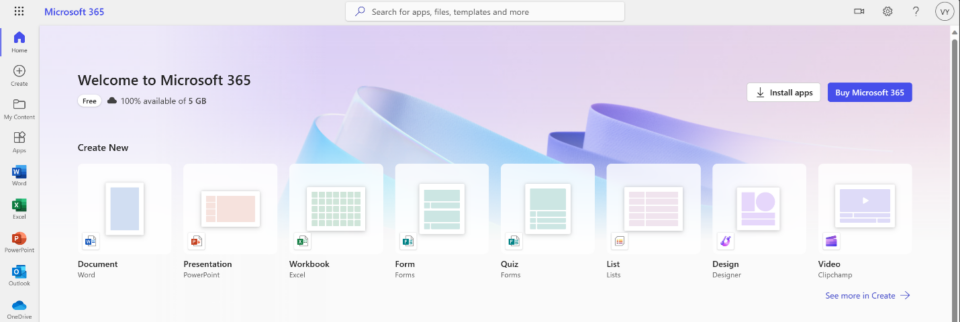 Microsoft 365
Search for apps, files, templates and more
?
VY
Home
Create
My Content
Apps
Word
Excel
PowerPoint
Outlook
OneDrive
Welcome to Microsoft 365
Free 100% available of 5 GB
Install apps
Buy Microsoft 365
Create New
Document
Word
Presentation
PowerPoint
Workbook
Excel
Form
Forms
Quiz
Forms
List
Lists
Design
Designer
Video
Clipchamp
See more in Create